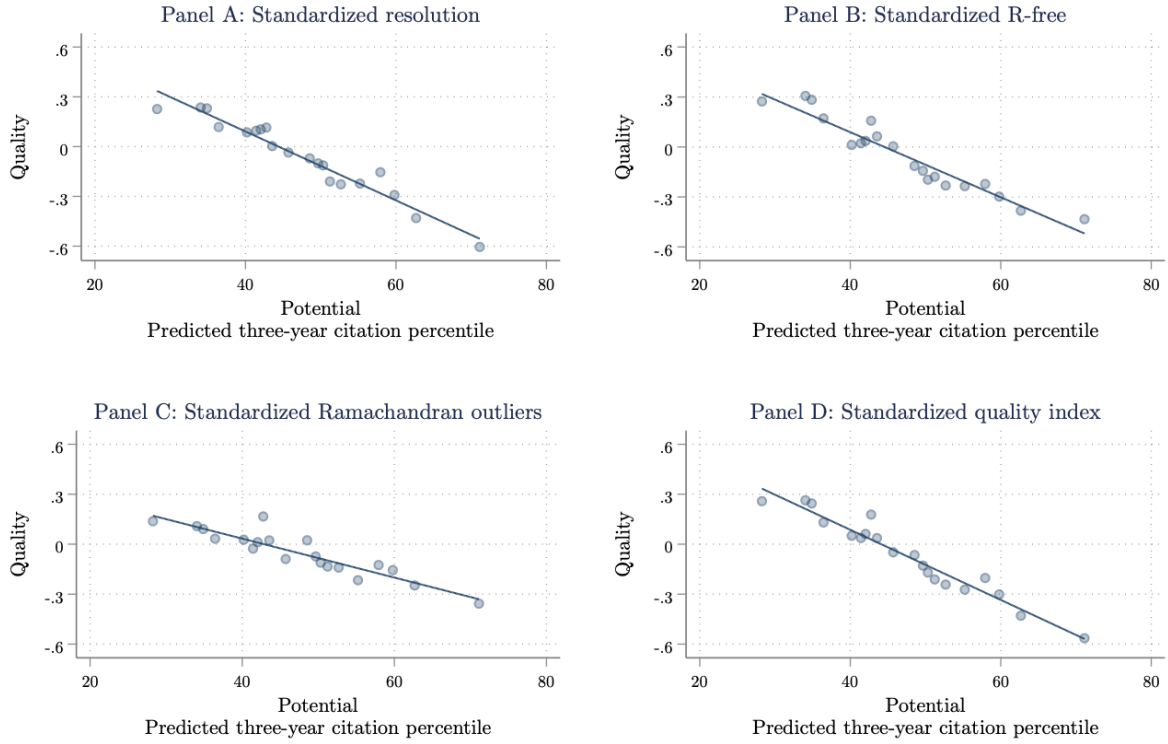 Panel A: Standardized resolution
.6
.3
0
-.3
-.6
Quality
20 40 60 80
Potential
Predicted three-year citation percentile
Panel B: Standardized R-free
.6
.3
0
-.3
-.6
Quality
20 40 60 80
Potential
Predicted three-year citation percentile
Panel C: Standardized Ramachandran outliers
.6
.3
0
-.3
-.6
Quality
20 40 60 80
Potential
Predicted three-year citation percentile
Panel D: Standardized quality index
.6
.3
0
-.3
-.6
Quality
20 40 60 80
Potential
Predicted three-year citation percentile